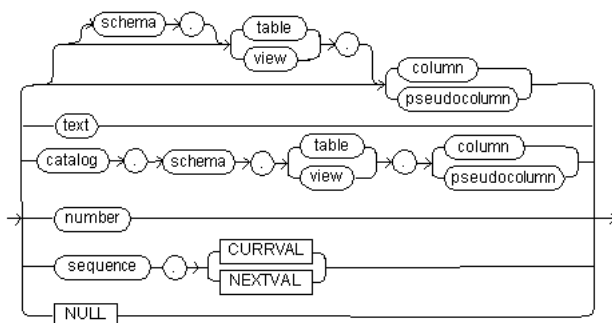 schema . table .
view
column
pseudocolumn
text
catalog . schema . table . column
view pseudocolumn
number
sequence . CURRVAL
NEXTVAL
NULL